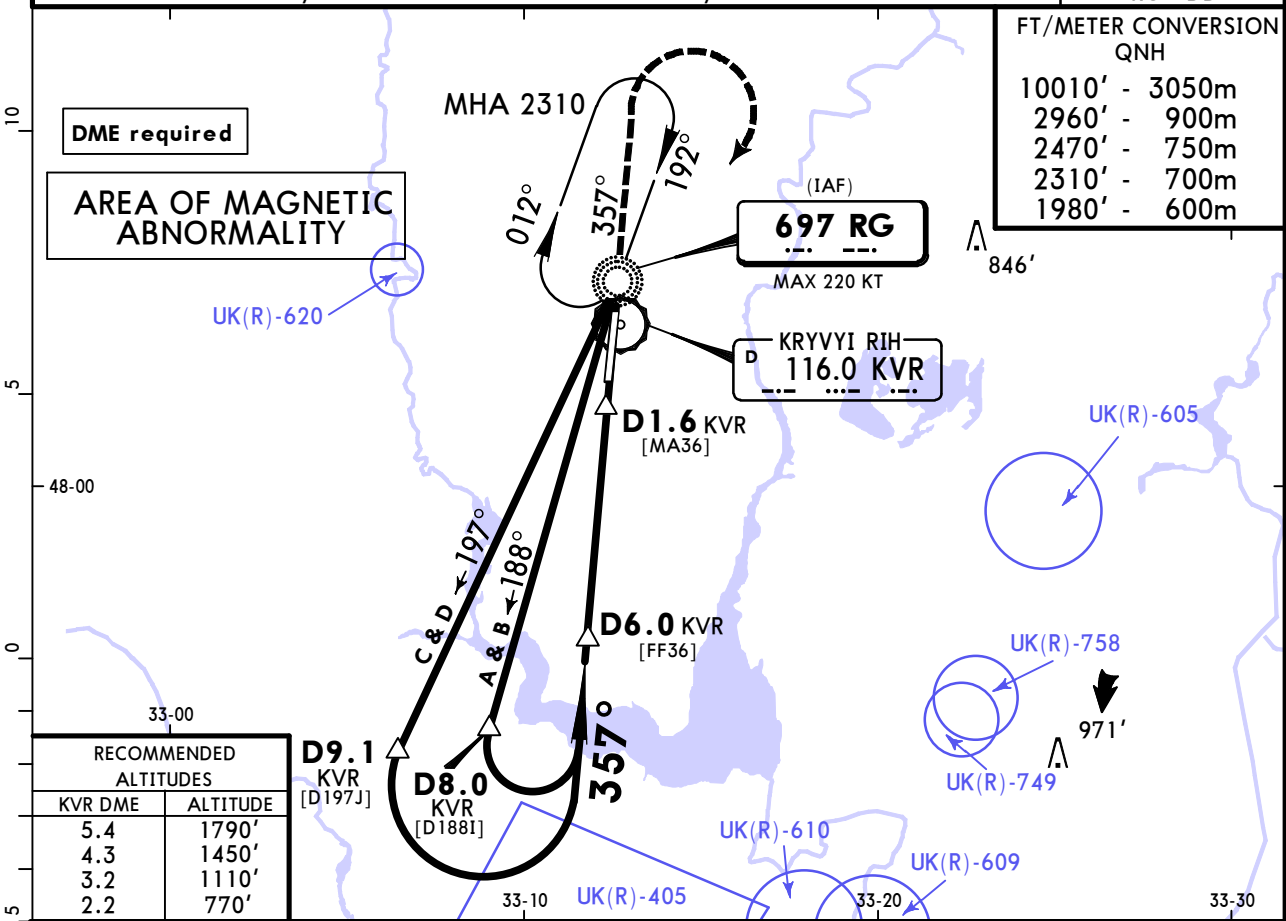 FT/METER CONVERSION
QNH
10010' - 3050m
2960' - 900m
2470' - 750m
2310' - 700m
1980' - 600m
10
MHA 2310
DME required
AREA OF MAGNETIC
ABNORMALITY
012°
357°
192°
(IAF)
697 RG
MAX 220 KT
846'
UK(R)-620
KRYVYI RIH
D 116.0 KVR
5
D1.6 KVR
[MA36]
UK(R)-605
48-00
C & D ←197°
A & B ←188°
D6.0 KVR
[FF36]
0
UK(R)-758
33-00
971'
357°
D9.1
KVR
[D197J]
D8.0
KVR
[D188I]
UK(R)-749
RECOMMENDED
ALTITUDES
KVR DME ALTITUDE
5.4 1790'
4.3 1450'
3.2 1110'
2.2 770'
UK(R)-610
UK(R)-609
UK(R)-405
5
33-10
33-20
33-30